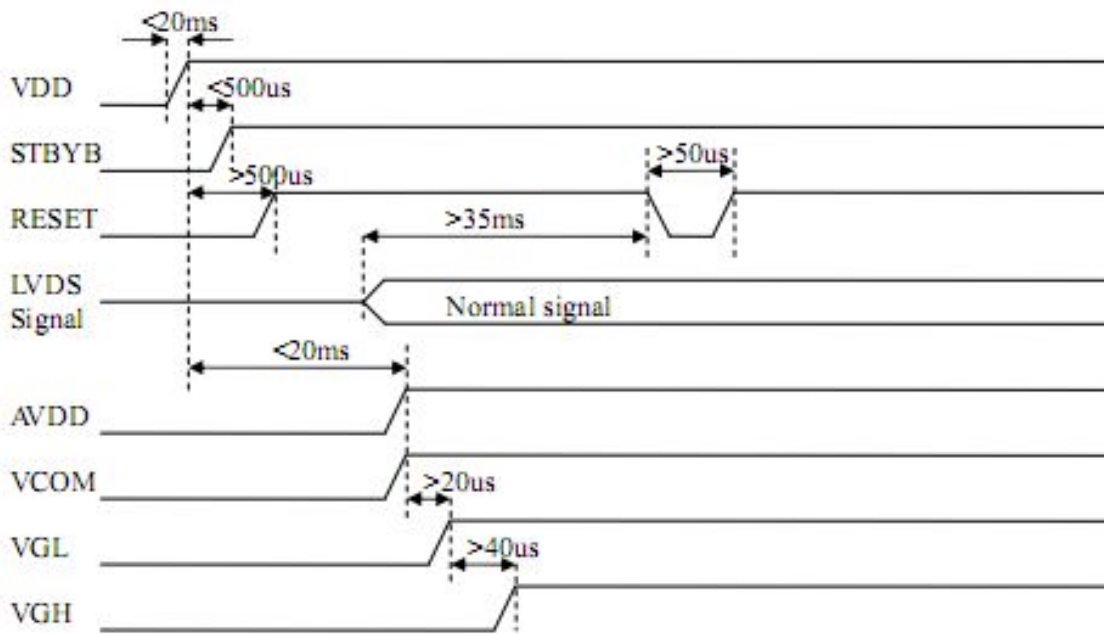 <20ms
VDD
<500us
STBYB
>500us
>50us
RESET
>35ms
LVDS
Signal
Normal signal
<20ms
AVDD
VCOM
>20us
VGL
>40us
VGH